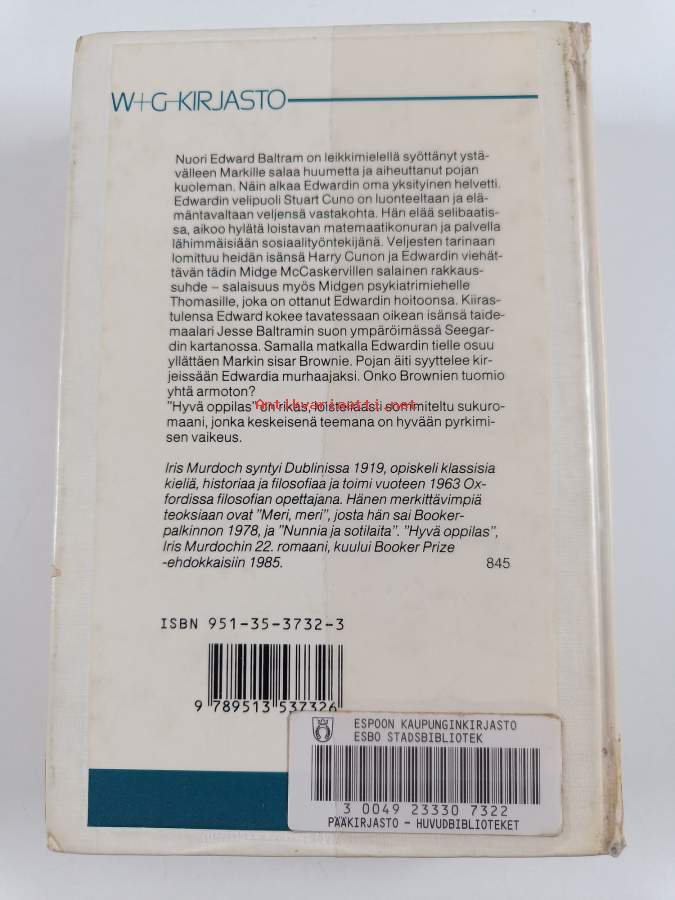 W+G-KIRJASTO
Nuori Edward Baltram on leikkimielellä syöttänyt ystä-
välleen Markille salaa huumetta ja aiheuttanut pojan
kuoleman. Näin alkaa Edwardin oma yksityinen helvetti.
Edwardin velipuoli Stuart Cuno on luonteeltaan ja elä-
mäntavaltaan veljensä vastakohta. Hän elää selibaatis-
sa, aikoo hylätä loistavan matemaatikonuran ja palvella
lähimmäisiään sosiaalityöntekijänä. Veljesten tarinaan
lomittuu heidän isänsä Harry Cunon ja Edwardin viehät-
tävän tädin Midge McCaskervillen salainen rakkaus-
suhde – salaisuus myös Midgen psykiatrimiehelle
Thomasille, joka on ottanut Edwardin hoitoonsa. Kiiras-
tulensa Edward kokee tavatessaan oikean isänsä taide-
maalari Jesse Baltramin suon ympäröimässä Seegar-
din kartanossa. Samalla matkalla Edwardin tielle osuu
yllättäen Markin sisar Brownie. Pojan äiti syyttelee kir-
jeissään Edwardia murhaajaksi. Onko Brownien tuomio
yhtä armoton?
Antikvariaatti.net
"Hyvä oppilas" on rikas, loisteliaasti sommiteltu sukuro-
maani, jonka keskeisenä teemana on hyvään pyrkimi-
sen vaikeus.
Iris Murdoch syntyi Dublinissa 1919, opiskeli klassisia
kieliä, historiaa ja filosofiaa ja toimi vuoteen 1963 Ox-
fordissa filosofian opettajana. Hänen merkittävimpiä
teoksiaan ovat "Meri, meri", josta hän sai Booker-
palkinnon 1978, ja "Nunnia ja sotilaita". "Hyvä oppilas",
Iris Murdochin 22. romaani, kuului Booker Prize
-ehdokkaisiin 1985. 845
ISBN 951-35-3732-3
9 789513 537326
ESPOON KAUPUNGINKIRJASTO
ESBO STADSBIBLIOTEK
3 0049 23330 7322
PÄÄKIRJASTO – HUVUDBIBLIOTEKET